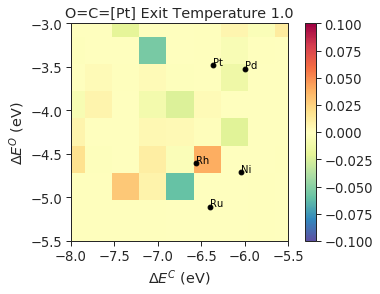 O=C=[Pt] Exit Temperature 1.0
ΔE^O (eV)
−3.0
−3.5
−4.0
−4.5
−5.0
−5.5
Pt
Pd
Rh
Ni
Ru
−8.0 −7.5 −7.0 −6.5 −6.0 −5.5
ΔE^C (eV)
0.100
0.075
0.050
0.025
0.000
−0.025
−0.050
−0.075
−0.100